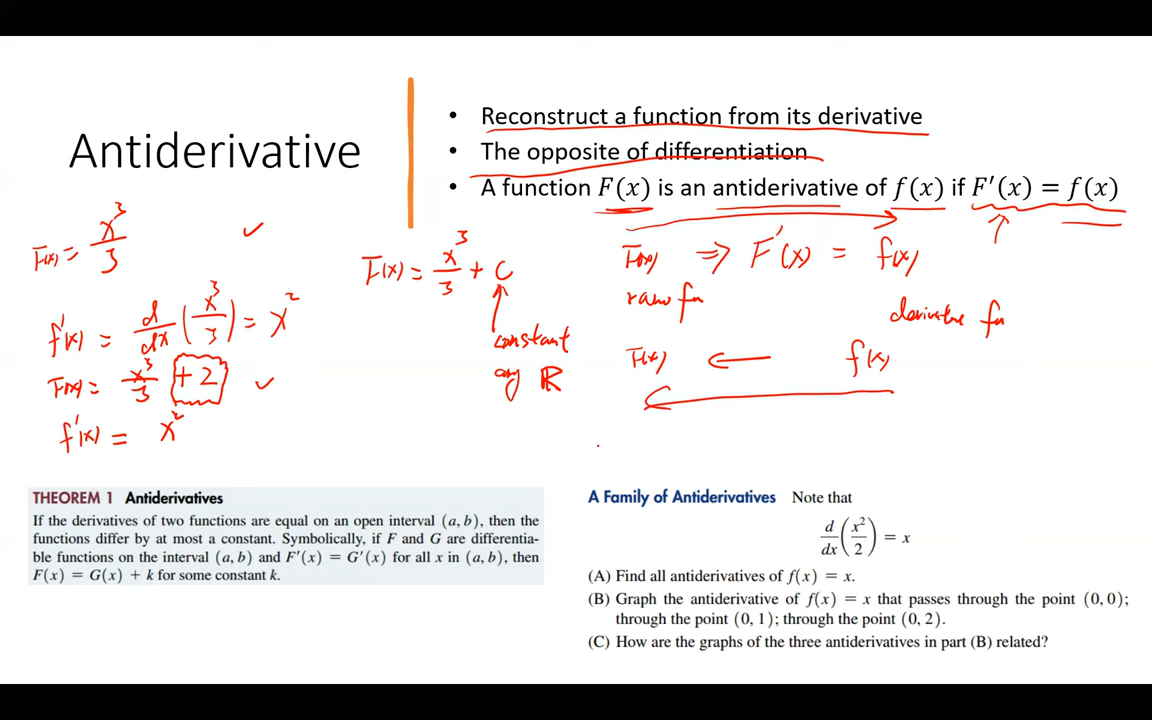 Antiderivative
• Reconstruct a function from its derivative
• The opposite of differentiation
• A function F(x) is an antiderivative of f(x) if F′(x) = f(x)
F(x) = x³/3 ✓
f'(x) = d/dx (x³/3) = x²
F(x) = x³/3 + 2 ✓
f'(x) = x²
F(x) = x³/3 + C
↑
constant
any ℝ
F(x) ⇒ F'(x) = f(x)
fn
derivative fn
F(x) ← f(x)
THEOREM 1 Antiderivatives
If the derivatives of two functions are equal on an open interval (a, b), then the
functions differ by at most a constant. Symbolically, if F and G are differentia-
ble functions on the interval (a, b) and F′(x) = G′(x) for all x in (a, b), then
F(x) = G(x) + k for some constant k.
A Family of Antiderivatives Note that
d/dx (x²/2) = x
(A) Find all antiderivatives of f(x) = x.
(B) Graph the antiderivative of f(x) = x that passes through the point (0, 0);
through the point (0, 1); through the point (0, 2).
(C) How are the graphs of the three antiderivatives in part (B) related?